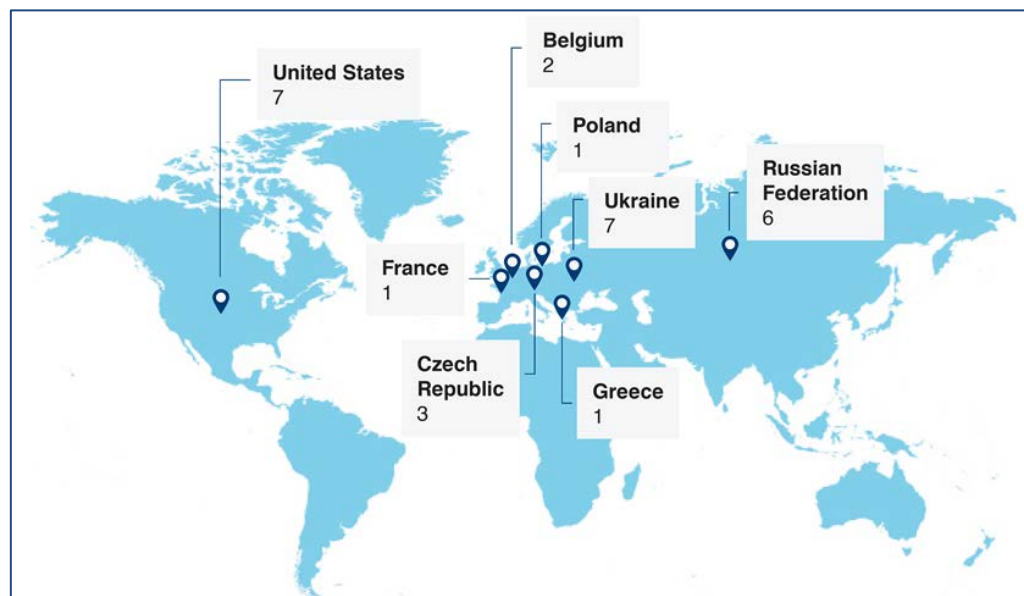 Belgium
2
United States
7
Poland
1
Russian
Federation
6
Ukraine
7
France
1
Czech
Republic
3
Greece
1